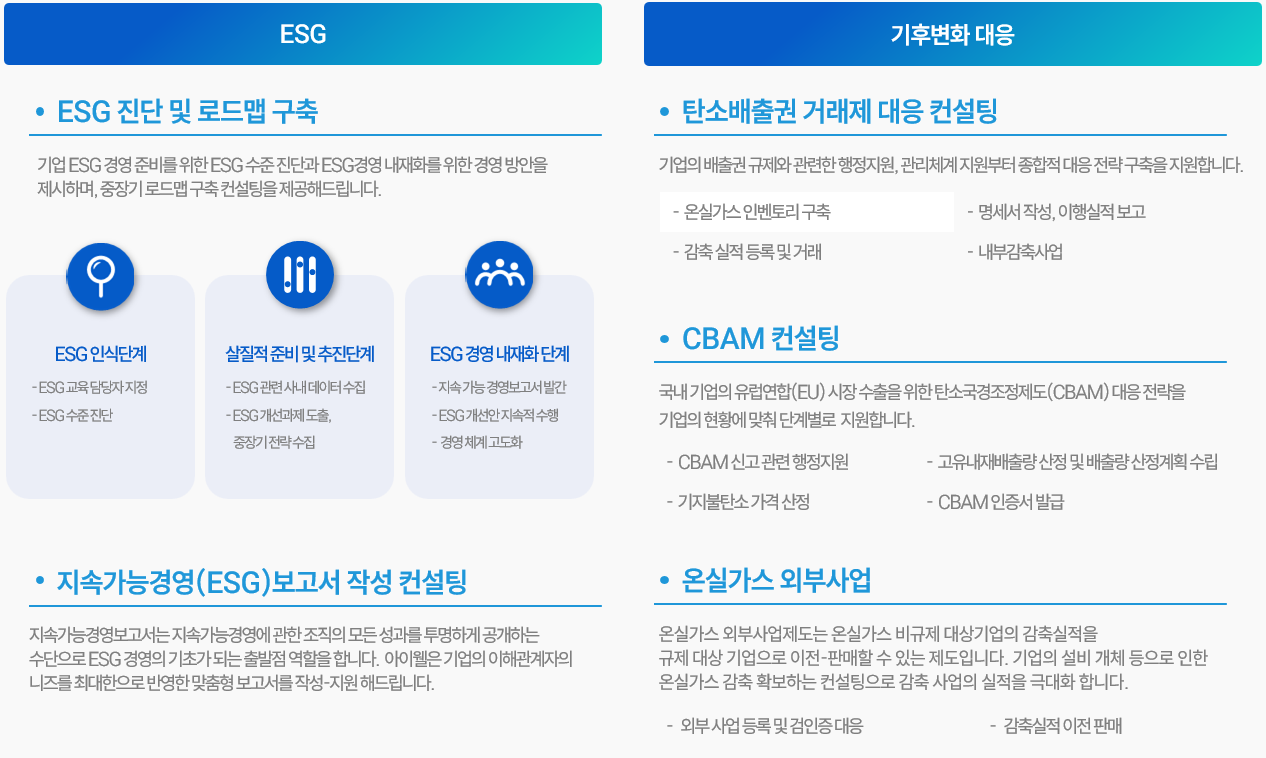 ESG
• ESG 진단 및 로드맵 구축
기업 ESG 경영 준비를 위한 ESG 수준 진단과 ESG경영 내재화를 위한 경영 방안을
제시하며, 중장기 로드맵 구축 컨설팅을 제공해드립니다.
ESG 인식단계
- ESG 교육 담당자 지정
- ESG 수준 진단
살질적 준비 및 추진단계
- ESG 관련 사내 데이터 수집
- ESG 개선과제 도출,
중장기 전략 수집
ESG 경영 내재화 단계
- 지속 가능 경영보고서 발간
- ESG 개선안 지속적 수행
- 경영 체계 고도화
• 지속가능경영(ESG)보고서 작성 컨설팅
지속가능경영보고서는 지속가능경영에 관한 조직의 모든 성과를 투명하게 공개하는
수단으로 ESG 경영의 기초가 되는 출발점 역할을 합니다. 아이웰은 기업의 이해관계자의
니즈를 최대한으로 반영한 맞춤형 보고서를 작성-지원 해드립니다.
기후변화 대응
• 탄소배출권 거래제 대응 컨설팅
기업의 배출권 규제와 관련한 행정지원, 관리체계 지원부터 종합적 대응 전략 구축을 지원합니다.
- 온실가스 인벤토리 구축
- 명세서 작성, 이행실적 보고
- 감축 실적 등록 및 거래
- 내부감축사업
• CBAM 컨설팅
국내 기업의 유럽연합(EU) 시장 수출을 위한 탄소국경조정제도(CBAM) 대응 전략을
기업의 현황에 맞춰 단계별로 지원합니다.
- CBAM 신고 관련 행정지원
- 고유내재배출량 산정 및 배출량 산정계획 수립
- 기지불탄소 가격 산정
- CBAM 인증서 발급
• 온실가스 외부사업
온실가스 외부사업제도는 온실가스 비규제 대상기업의 감축실적을
규제 대상 기업으로 이전-판매할 수 있는 제도입니다. 기업의 설비 개체 등으로 인한
온실가스 감축 확보하는 컨설팅으로 감축 사업의 실적을 극대화 합니다.
- 외부 사업 등록 및 검인증 대응
- 감축실적 이전 판매